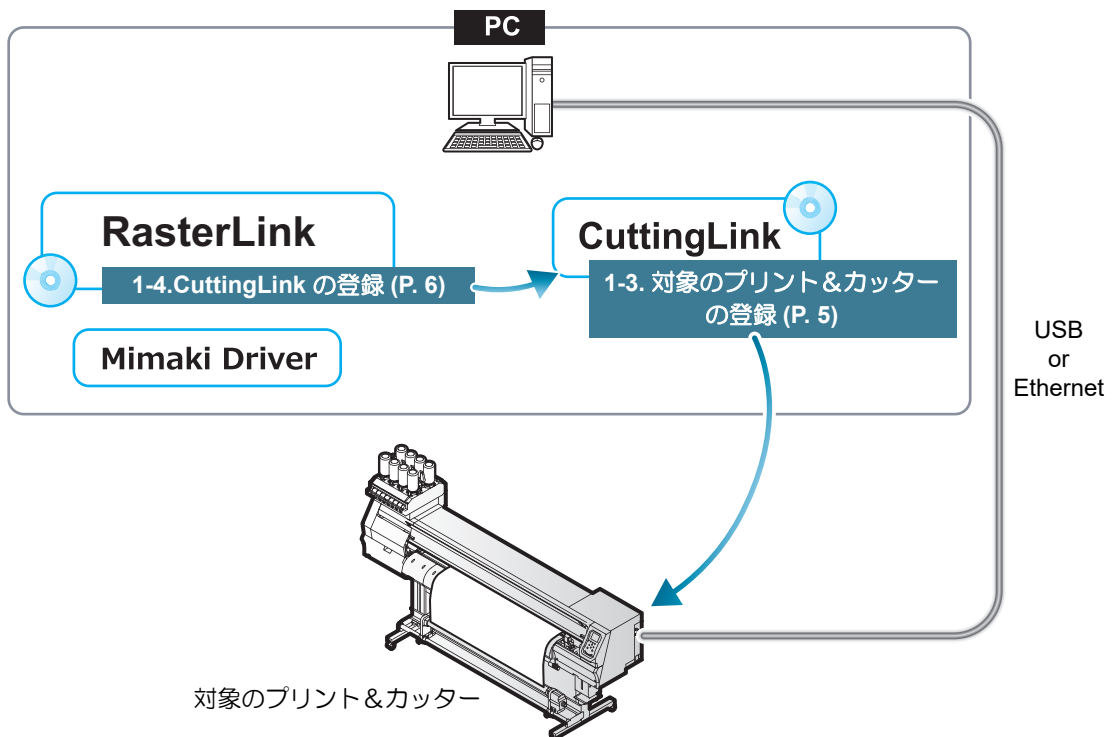 PC
RasterLink
1-4.CuttingLink の登録 (P. 6)
CuttingLink
1-3. 対象のプリント＆カッター
の登録 (P. 5)
Mimaki Driver
USB
or
Ethernet
対象のプリント＆カッター